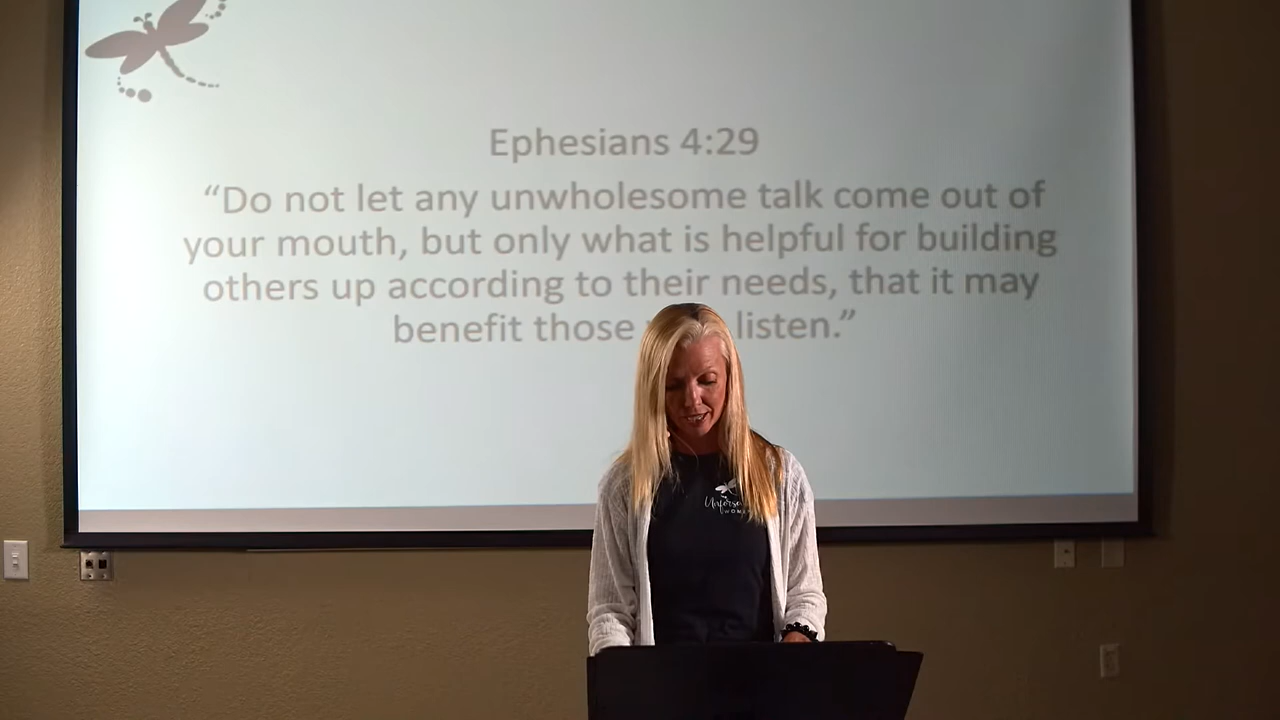 Ephesians 4:29
“Do not let any unwholesome talk come out of
your mouth, but only what is helpful for building
others up according to their needs, that it may
benefit those listen.”